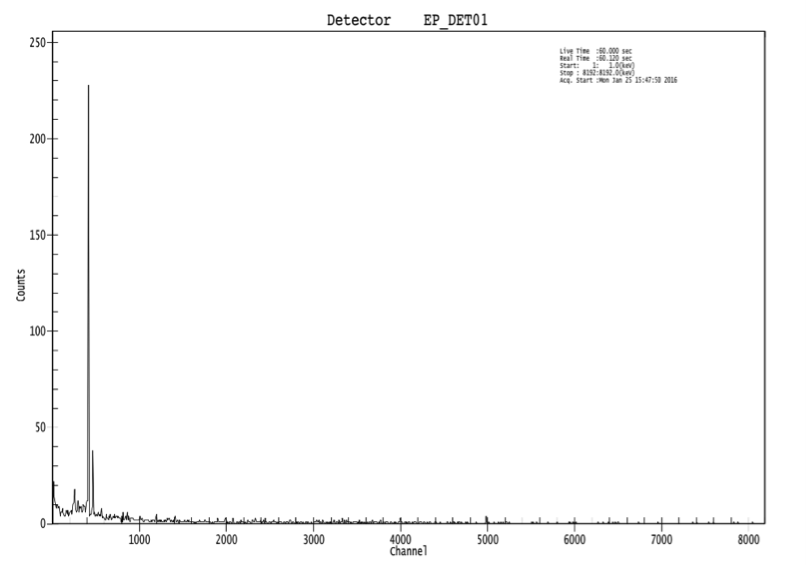 Detector EP_DET01
Live Time :60.000 sec
Real Time :60.120 sec
Start: 1: 1.0(keV)
Stop : 8192:8192.0(keV)
Acq. Start :Mon Jan 25 15:47:50 2016
250
200
150
100
50
0
Counts
1000 2000 3000 4000 5000 6000 7000 8000
Channel